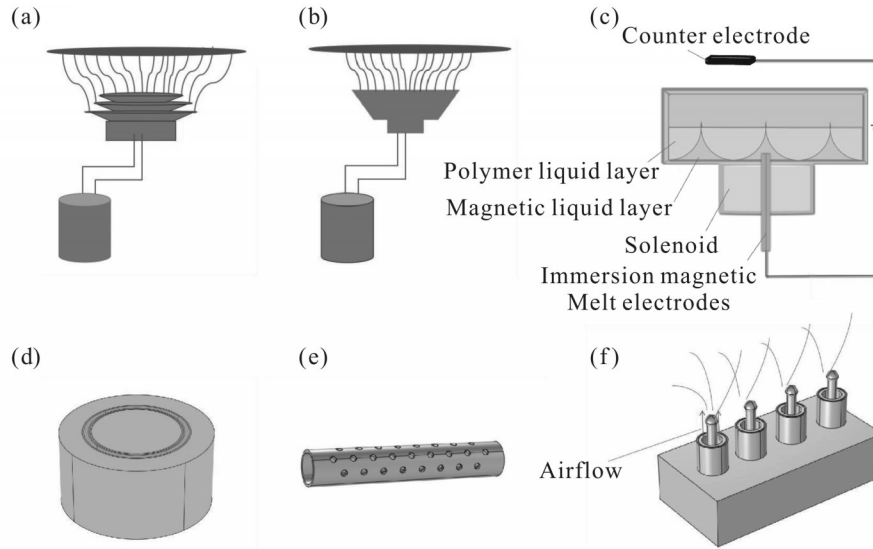 (a)
(b)
(c)
Counter electrode
Polymer liquid layer
Magnetic liquid layer
Solenoid
Immersion magnetic
Melt electrodes
(d)
(e)
(f)
Airflow